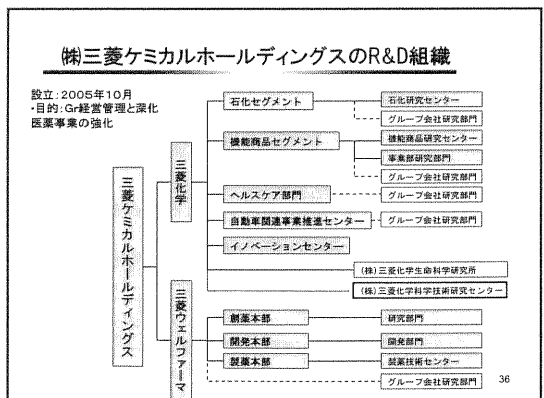 ㈱三菱ケミカルホールディングスのR&D組織
設立：2005年10月
・目的：Gr経営管理と深化
医薬事業の強化
三菱ケミカルホールディングス
三菱化学
石化セグメント
石化研究センター
グループ会社研究部門
機能商品セグメント
機能商品研究センター
事業部研究部門
グループ会社研究部門
ヘルスケア部門
グループ会社研究部門
自動車関連事業推進センター
グループ会社研究部門
イノベーションセンター
(株)三菱化学生命科学研究所
(株)三菱化学科学技術研究センター
三菱ウェルファーマ
創薬本部
研究部門
開発本部
開発部門
製薬本部
製薬技術センター
グループ会社研究部門
36